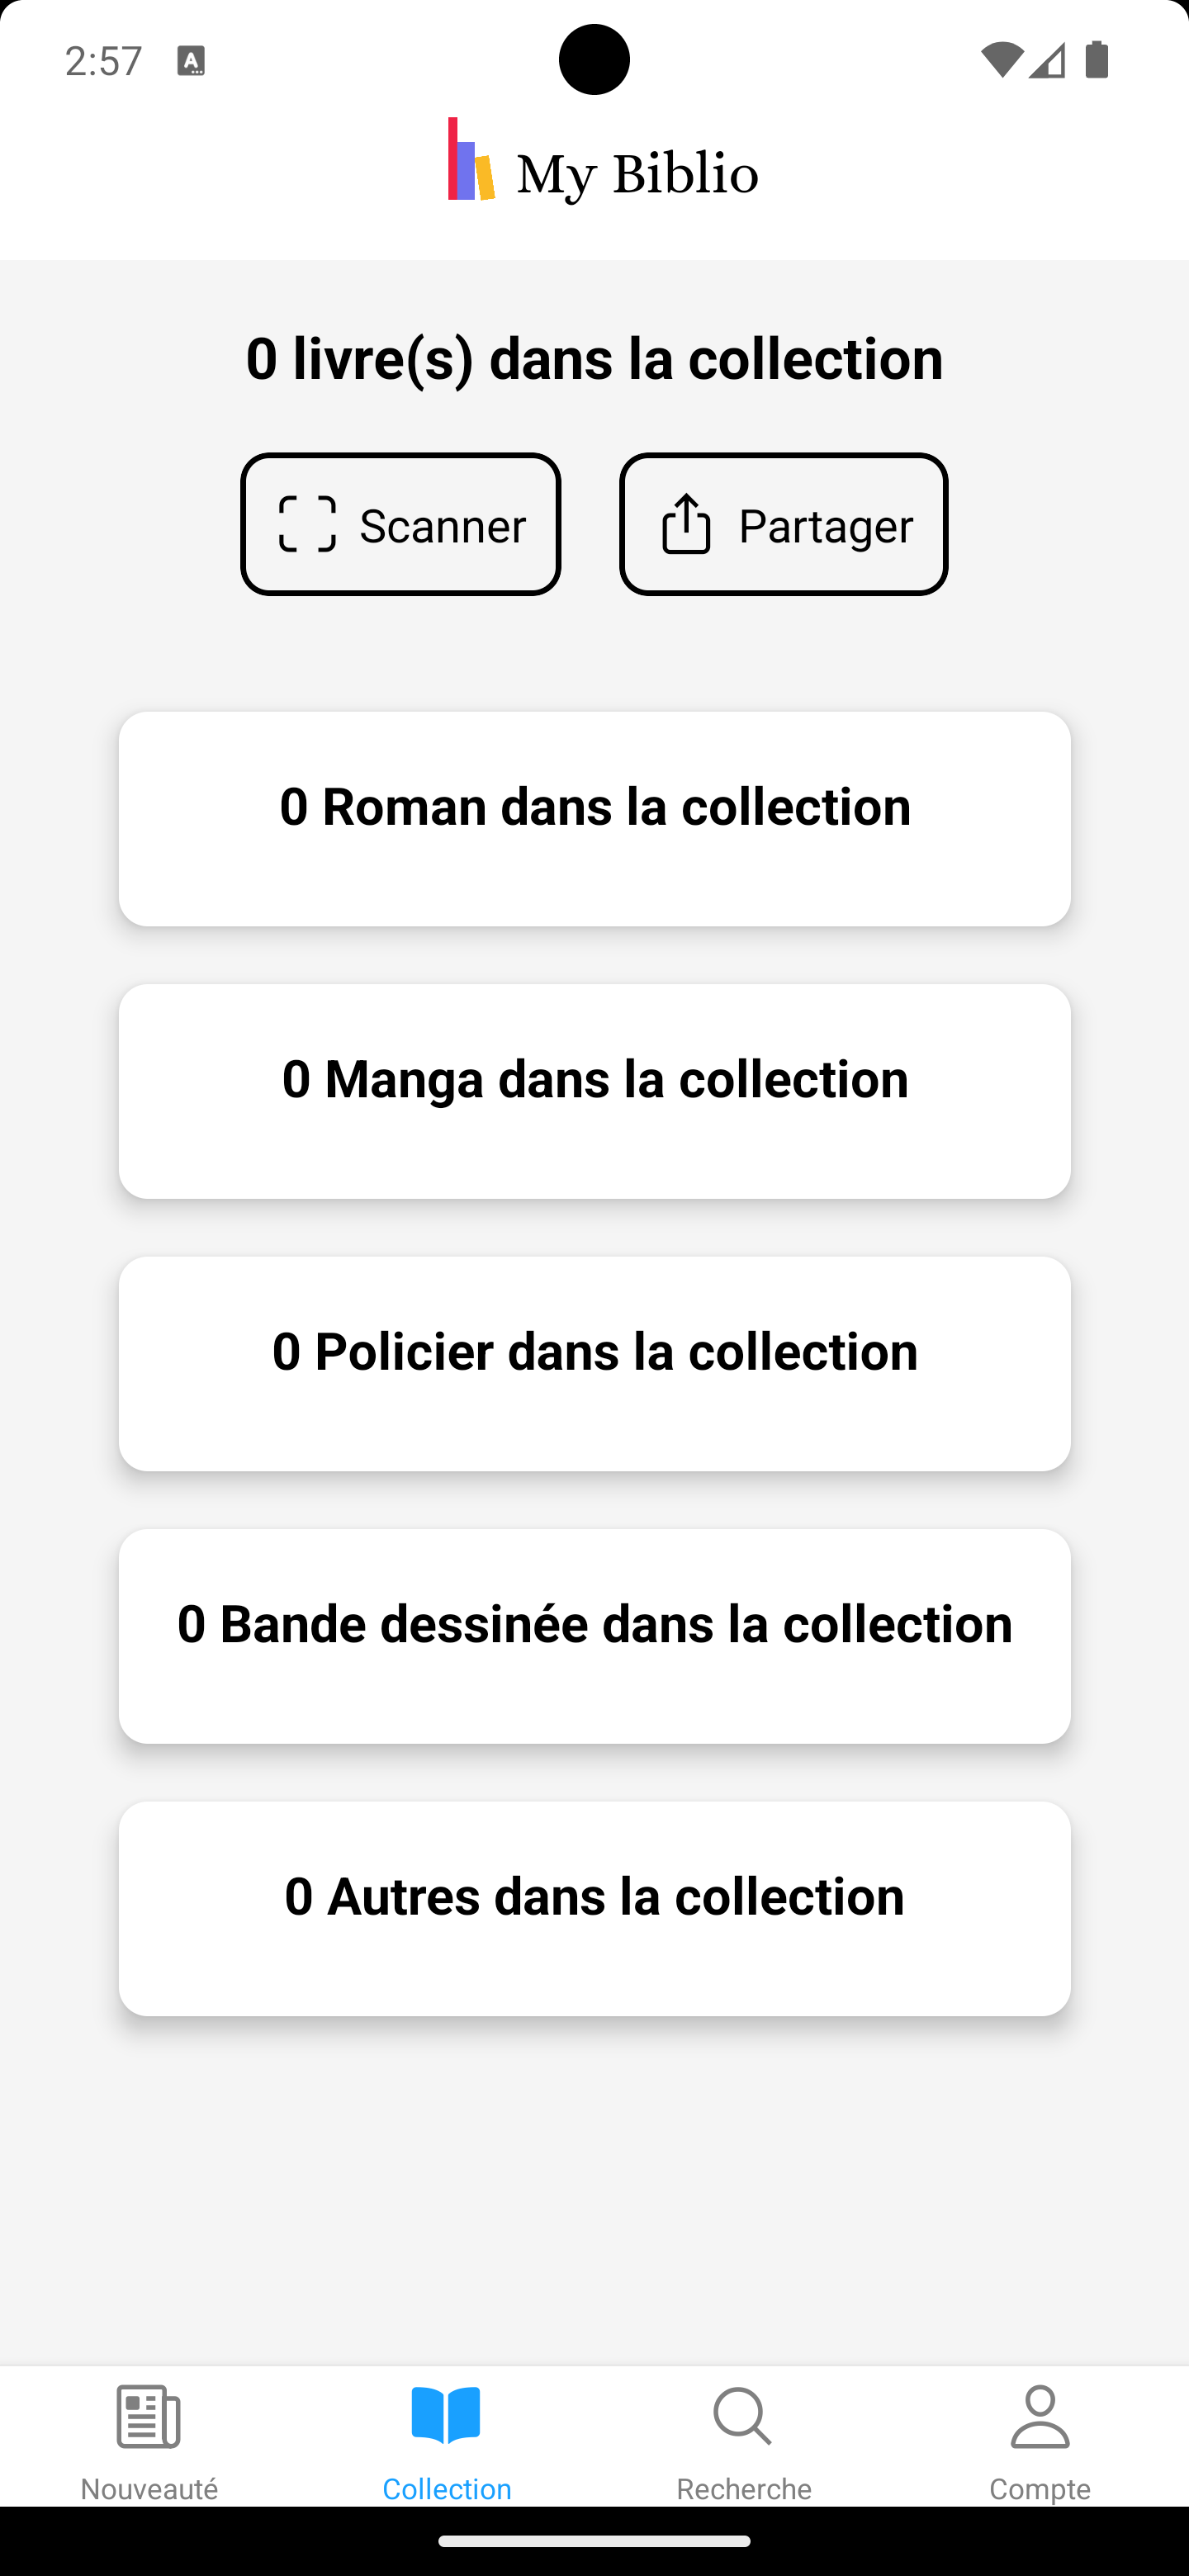 2:57
My Biblio
0 livre(s) dans la collection
Scanner
Partager
0 Roman dans la collection
0 Manga dans la collection
0 Policier dans la collection
0 Bande dessinée dans la collection
0 Autres dans la collection
Nouveauté
Collection
Recherche
Compte